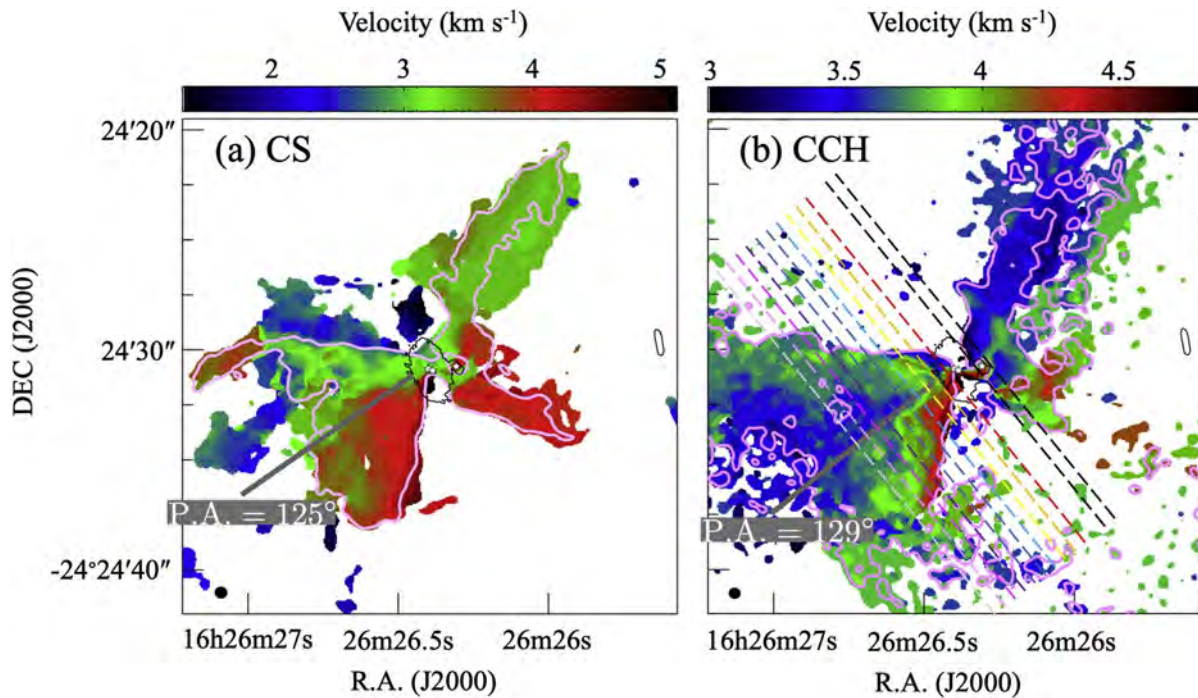 Velocity (km s-1) Velocity (km s-1)
2 3 4 5 3 3.5 4 4.5
24′20″
(a) CS (b) CCH
24′30″
DEC (J2000)
P.A. = 125° P.A. = 129°
-24°24′40″
16h26m27s 26m26.5s 26m26s 16h26m27s 26m26.5s 26m26s
R.A. (J2000) R.A. (J2000)